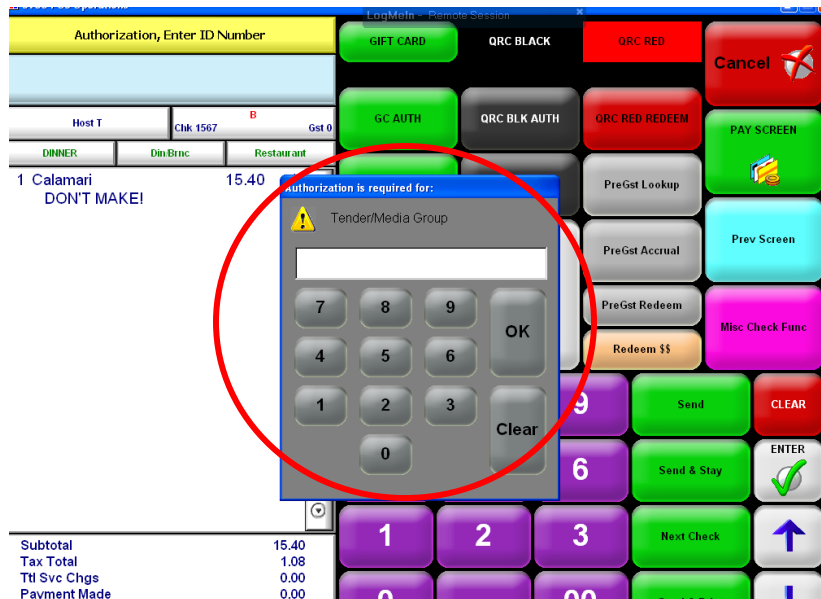 LogMeIn - Remote Session
Authorization, Enter ID Number
GIFT CARD
QRC BLACK
QRC RED
Cancel
Host T
Chk 1567
B
Gst 0
GC AUTH
QRC BLK AUTH
QRC RED REDEEM
PAY SCREEN
DINNER
Din/Brnc
Restaurant
1 Calamari 15.40
DON'T MAKE!
Authorization is required for:
Tender/Media Group
PreGst Lookup
PreGst Accrual
Prev Screen
PreGst Redeem
Redeem $$
Misc Check Func
7 8 9
OK
4 5 6
1 2 3
Clear
0
9
Send
CLEAR
6
Send & Stay
ENTER
1 2 3
Next Check
Subtotal 15.40
Tax Total 1.08
Ttl Svc Chgs 0.00
Payment Made 0.00
0
00